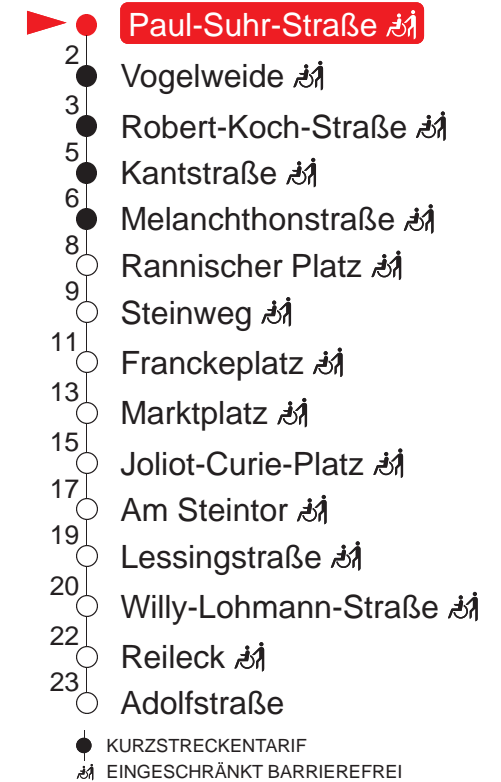 Paul-Suhr-Straße
2
Vogelweide
3
Robert-Koch-Straße
5
Kantstraße
6
Melanchthonstraße
8
Rannischer Platz
9
Steinweg
11
Franckeplatz
13
Marktplatz
15
Joliot-Curie-Platz
17
Am Steintor
19
Lessingstraße
20
Willy-Lohmann-Straße
22
Reileck
23
Adolfstraße
KURZSTRECKENTARIF
EINGESCHRÄNKT BARRIEREFREI